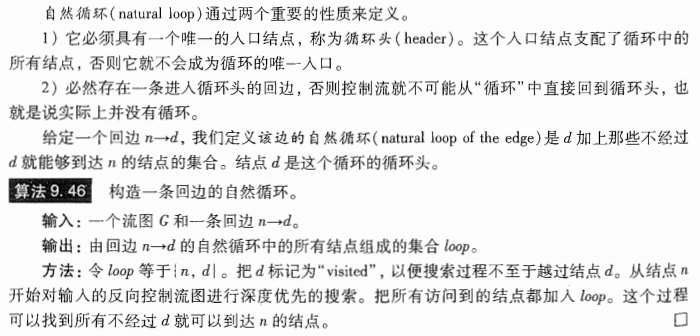 自然循环(natural loop)通过两个重要的性质来定义。
1) 它必须具有一个唯一的入口结点，称为循环头(header)。这个入口结点支配了循环中的
所有结点，否则它就不会成为循环的唯一入口。
2) 必然存在一条进入循环头的回边，否则控制流就不可能从“循环”中直接回到循环头，也
就是说实际上并没有循环。
给定一个回边 n→d，我们定义该边的自然循环(natural loop of the edge)是 d 加上那些不经过
d 就能够到达 n 的结点的集合。结点 d 是这个循环的循环头。
算法 9.46 构造一条回边的自然循环。
输入：一个流图 G 和一条回边 n→d。
输出：由回边 n→d 的自然循环中的所有结点组成的集合 loop。
方法：令 loop 等于{n, d}。把 d 标记为“visited”，以便搜索过程不至于越过结点 d。从结点 n
开始对输入的反向控制流图进行深度优先的搜索。把所有访问到的结点都加入 loop。这个过程
可以找到所有不经过 d 就可以到达 n 的结点。 □